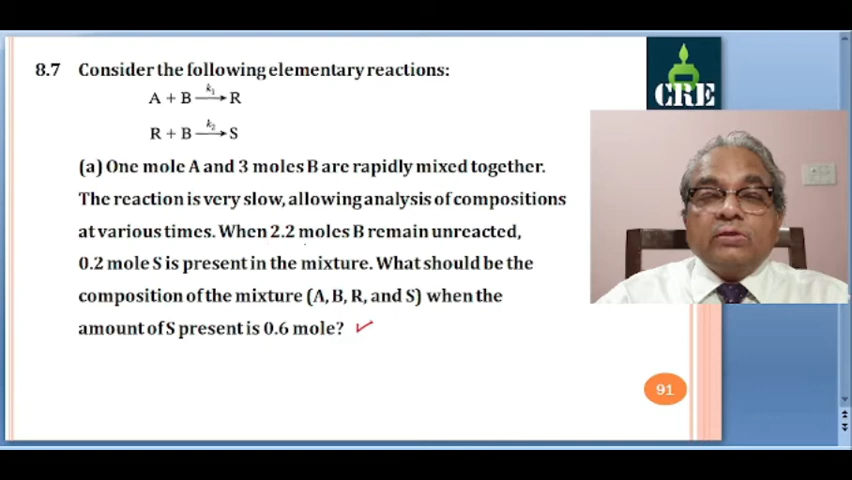 8.7 Consider the following elementary reactions:
A + B —k₁→ R
R + B —k₂→ S
(a) One mole A and 3 moles B are rapidly mixed together.
The reaction is very slow, allowing analysis of compositions
at various times. When 2.2 moles B remain unreacted,
0.2 mole S is present in the mixture. What should be the
composition of the mixture (A, B, R, and S) when the
amount of S present is 0.6 mole?
CRE
91